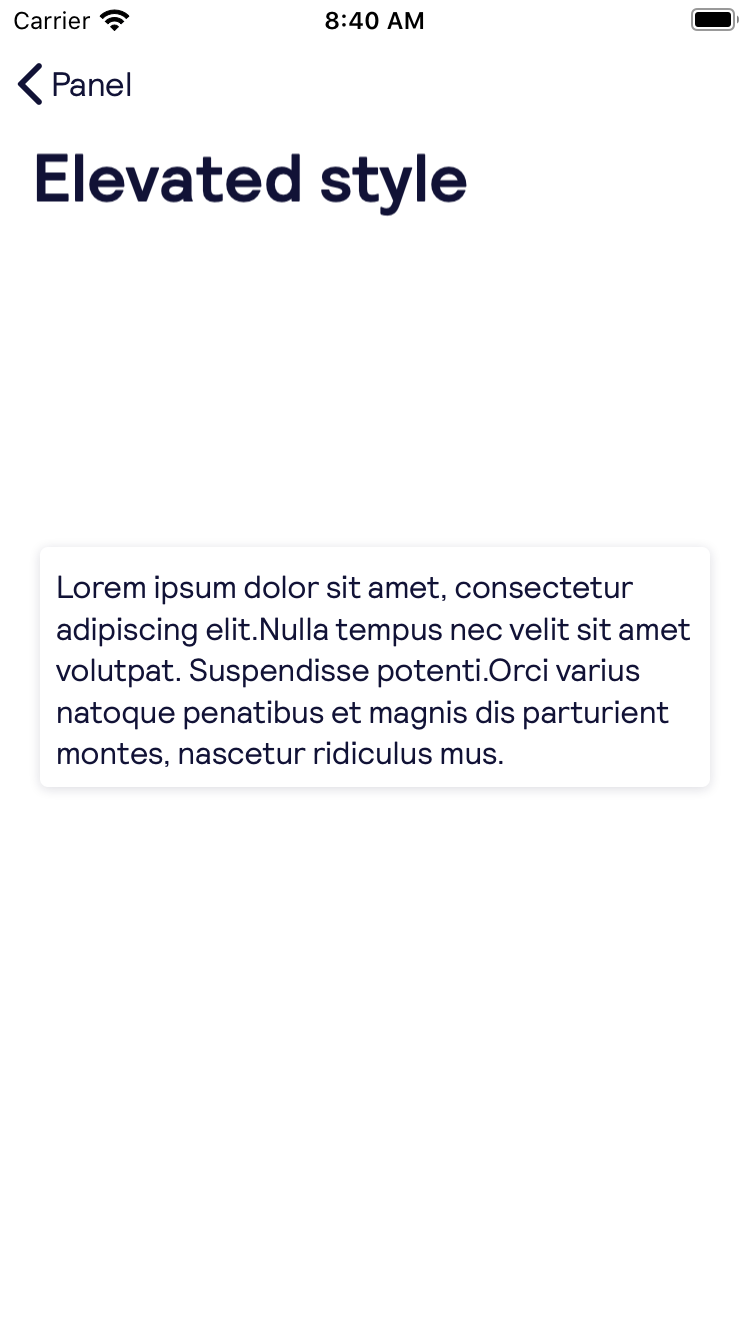 Carrier 8:40 AM
Panel
Elevated style
Lorem ipsum dolor sit amet, consectetur
adipiscing elit.Nulla tempus nec velit sit amet
volutpat. Suspendisse potenti.Orci varius
natoque penatibus et magnis dis parturient
montes, nascetur ridiculus mus.